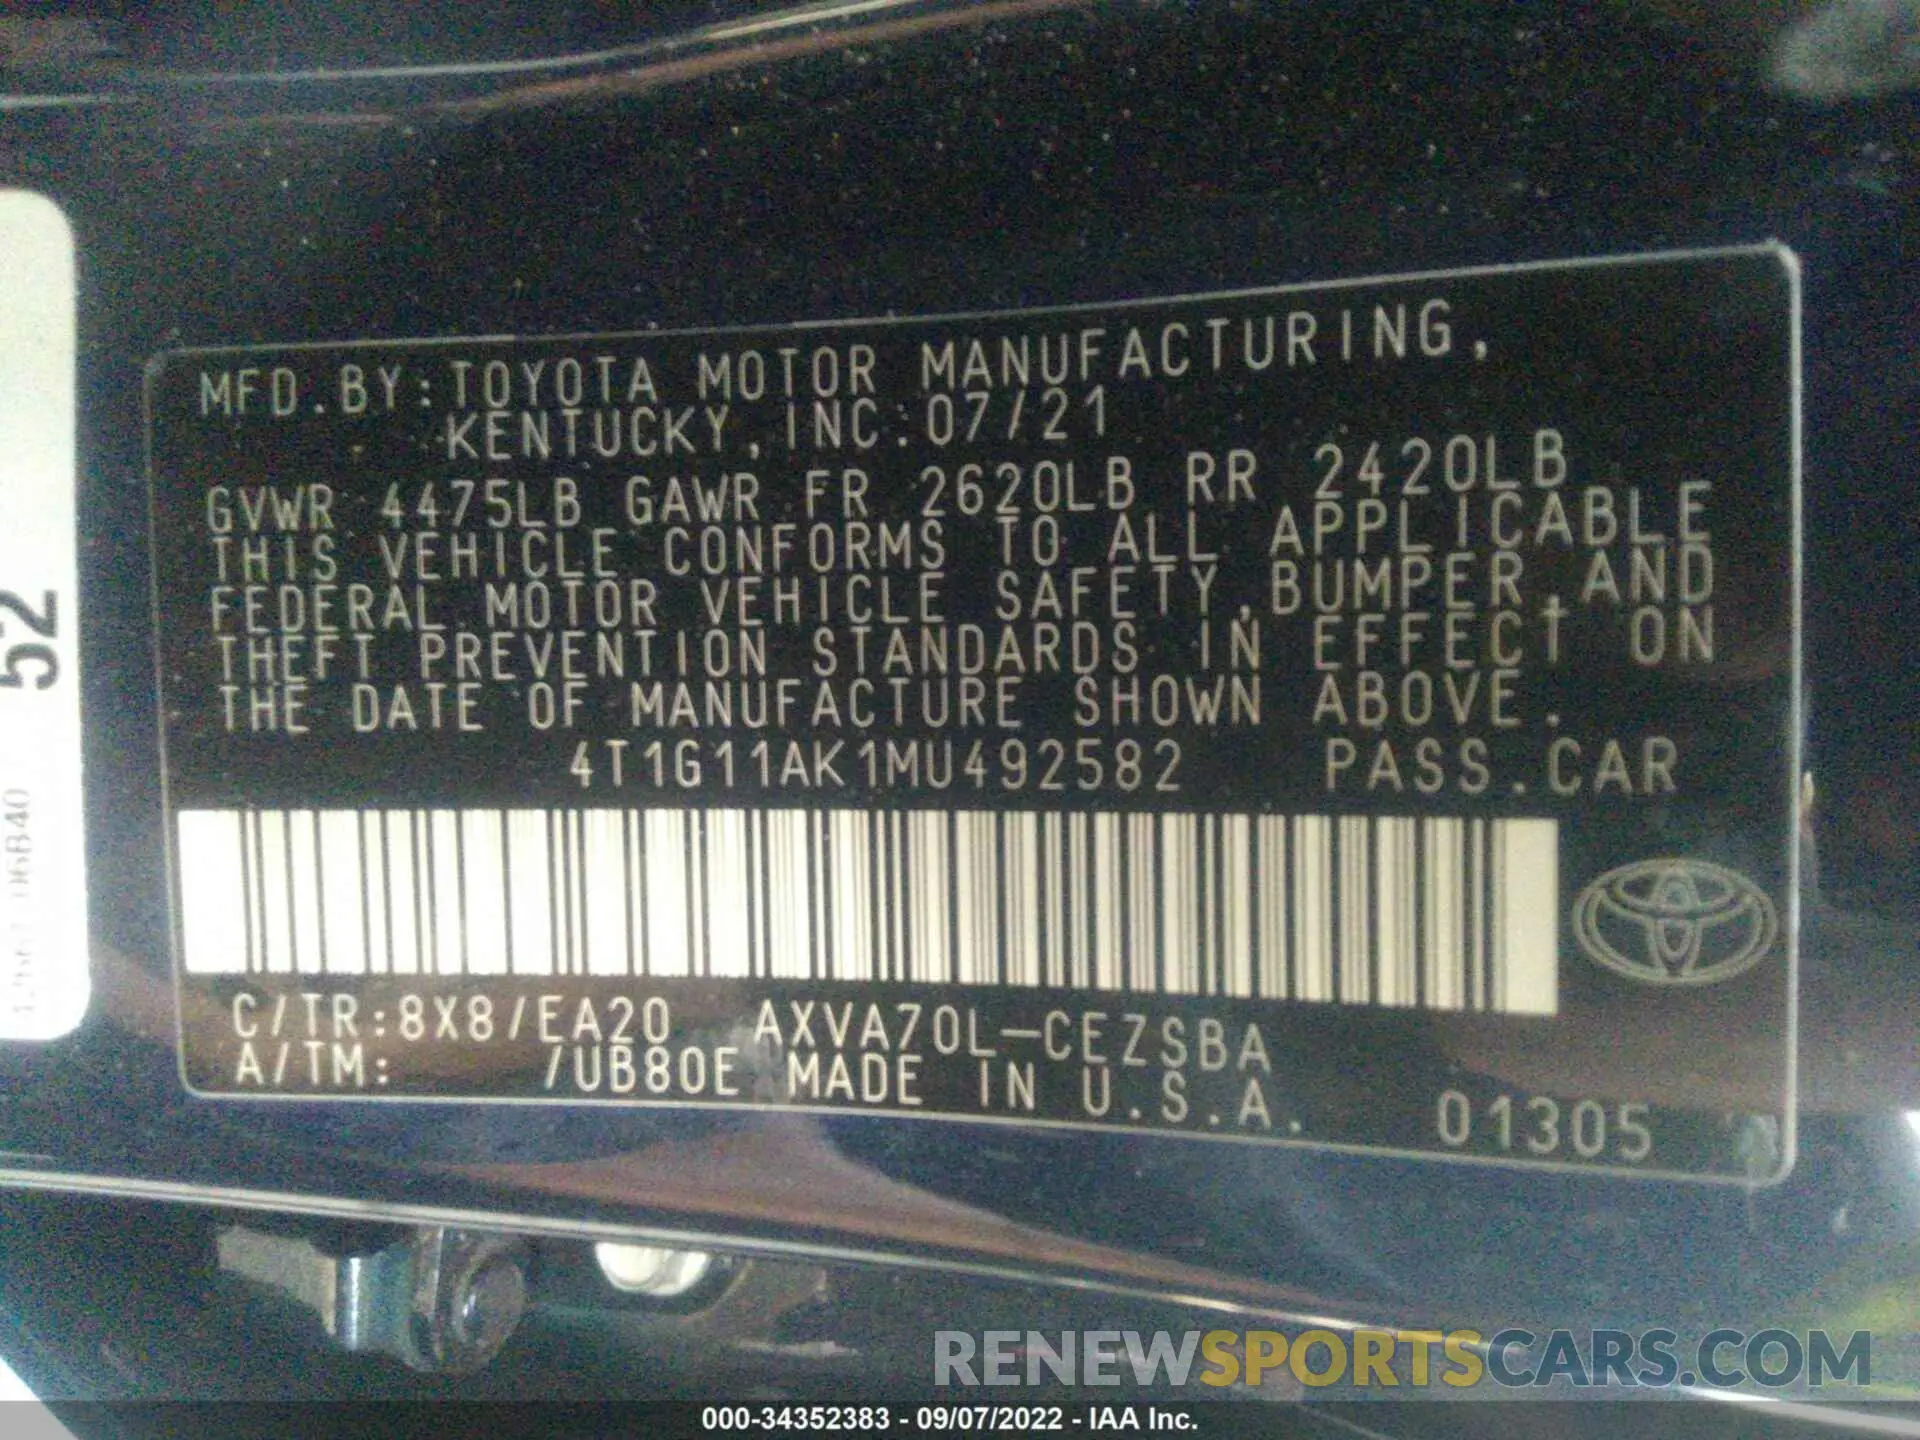 MFD.BY:TOYOTA MOTOR MANUFACTURING,
KENTUCKY, INC. 07/21
GVWR 4475LB GAWR FR 2620LB RR 2420LB
THIS VEHICLE CONFORMS TO ALL APPLICABLE
FEDERAL MOTOR VEHICLE SAFETY, BUMPER, AND
THEFT PREVENTION STANDARDS IN EFFECT ON
THE DATE OF MANUFACTURE SHOWN ABOVE.
4T1G11AK1MU492582 PASS.CAR
C/TR:8X8/EA20 AXVA70L-CEZSBA
A/TM: /UB80E MADE IN U.S.A.
01305
52
06B40
RENEWSPORTSCARS.COM
000-34352383 - 09/07/2022 - IAA Inc.